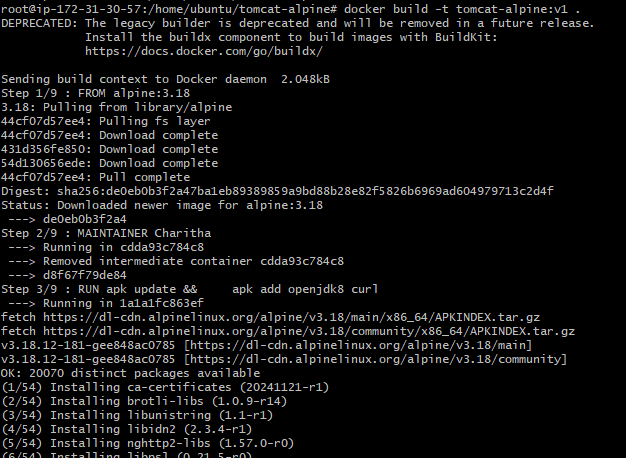 root@ip-172-31-30-57:/home/ubuntu/tomcat-alpine# docker build -t tomcat-alpine:v1 .
DEPRECATED: The legacy builder is deprecated and will be removed in a future release.
            Install the buildx component to build images with BuildKit:
            https://docs.docker.com/go/buildx/

Sending build context to Docker daemon  2.048kB
Step 1/9 : FROM alpine:3.18
3.18: Pulling from library/alpine
44cf07d57ee4: Pulling fs layer
44cf07d57ee4: Download complete
431d356fe850: Download complete
54d130656ede: Download complete
44cf07d57ee4: Pull complete
Digest: sha256:de0eb0b3f2a47ba1eb89389859a9bd88b28e82f5826b6969ad604979713c2d4f
Status: Downloaded newer image for alpine:3.18
 ---> de0eb0b3f2a4
Step 2/9 : MAINTAINER Charitha
 ---> Running in cdda93c784c8
 ---> Removed intermediate container cdda93c784c8
 ---> d8f67f79de84
Step 3/9 : RUN apk update &&     apk add openjdk8 curl
 ---> Running in 1a1a1fc863ef
fetch https://dl-cdn.alpinelinux.org/alpine/v3.18/main/x86_64/APKINDEX.tar.gz
fetch https://dl-cdn.alpinelinux.org/alpine/v3.18/community/x86_64/APKINDEX.tar.gz
v3.18.12-181-gee848ac0785 [https://dl-cdn.alpinelinux.org/alpine/v3.18/main]
v3.18.12-181-gee848ac0785 [https://dl-cdn.alpinelinux.org/alpine/v3.18/community]
OK: 20070 distinct packages available
(1/54) Installing ca-certificates (20241121-r1)
(2/54) Installing brotli-libs (1.0.9-r14)
(3/54) Installing libunistring (1.1-r1)
(4/54) Installing libidn2 (2.3.4-r1)
(5/54) Installing nghttp2-libs (1.57.0-r0)
(6/54) Installing libpsl (0.21.5-r0)